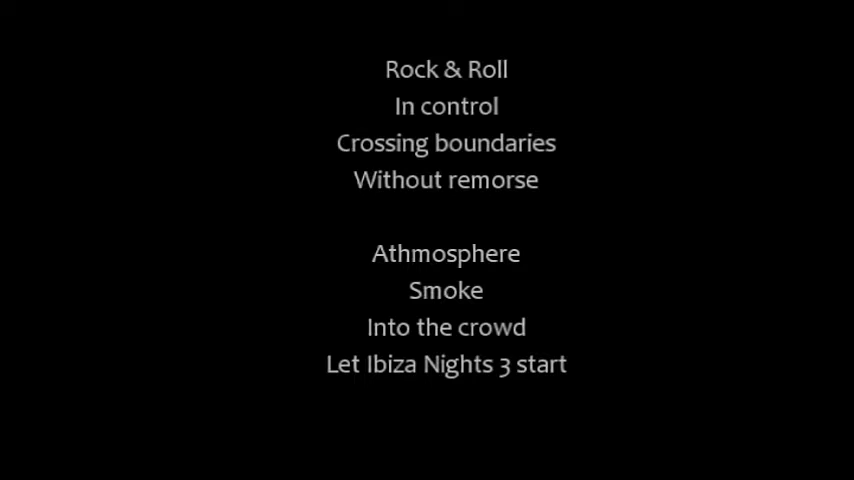 Rock & Roll
In control
Crossing boundaries
Without remorse
Athmosphere
Smoke
Into the crowd
Let Ibiza Nights 3 start